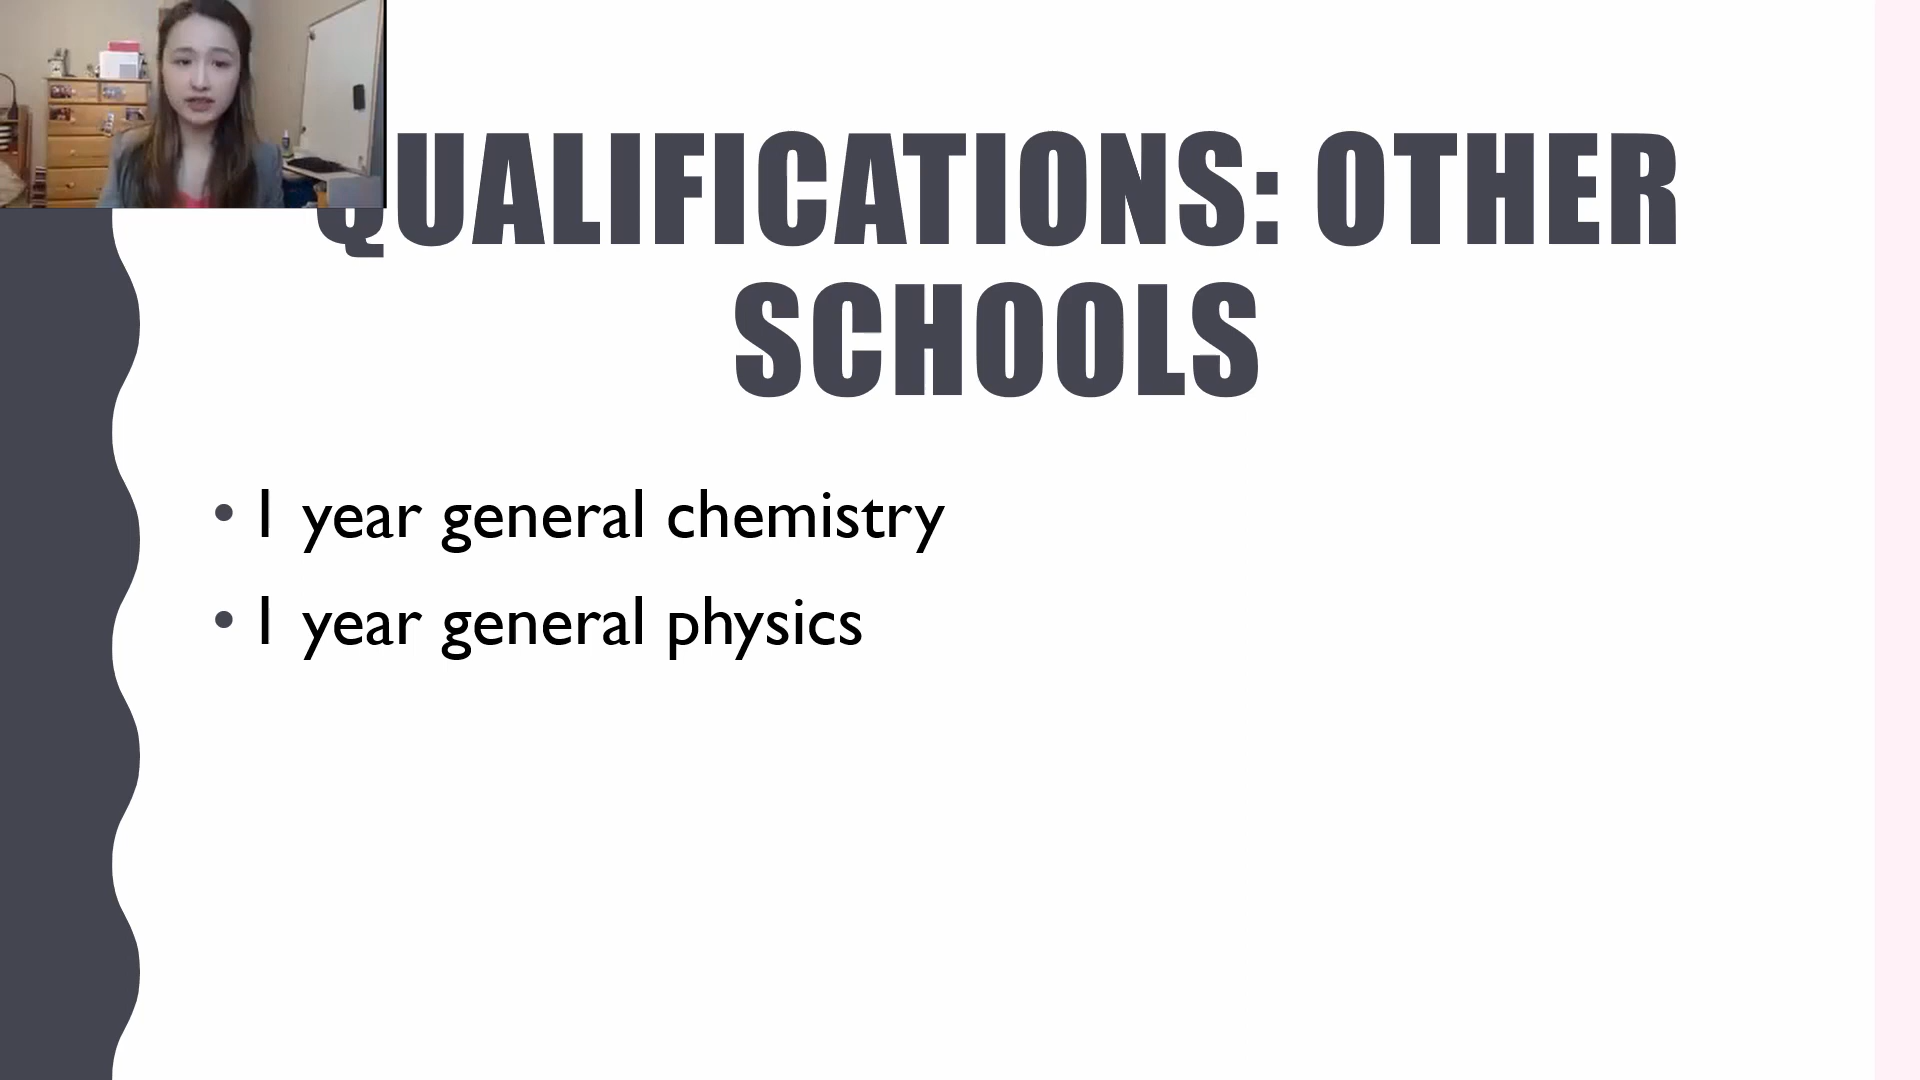 QUALIFICATIONS: OTHER
SCHOOLS
• 1 year general chemistry
• 1 year general physics